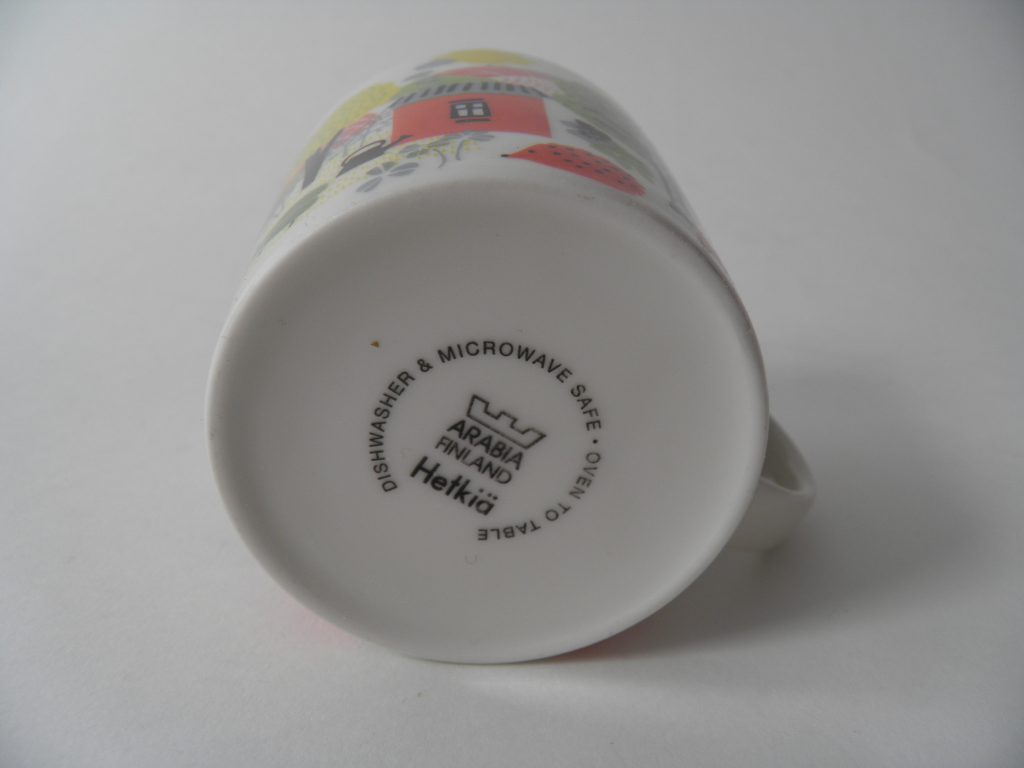 DISHWASHER & MICROWAVE SAFE • OVEN TO TABLE
ARABIA
FINLAND
Hetkiä